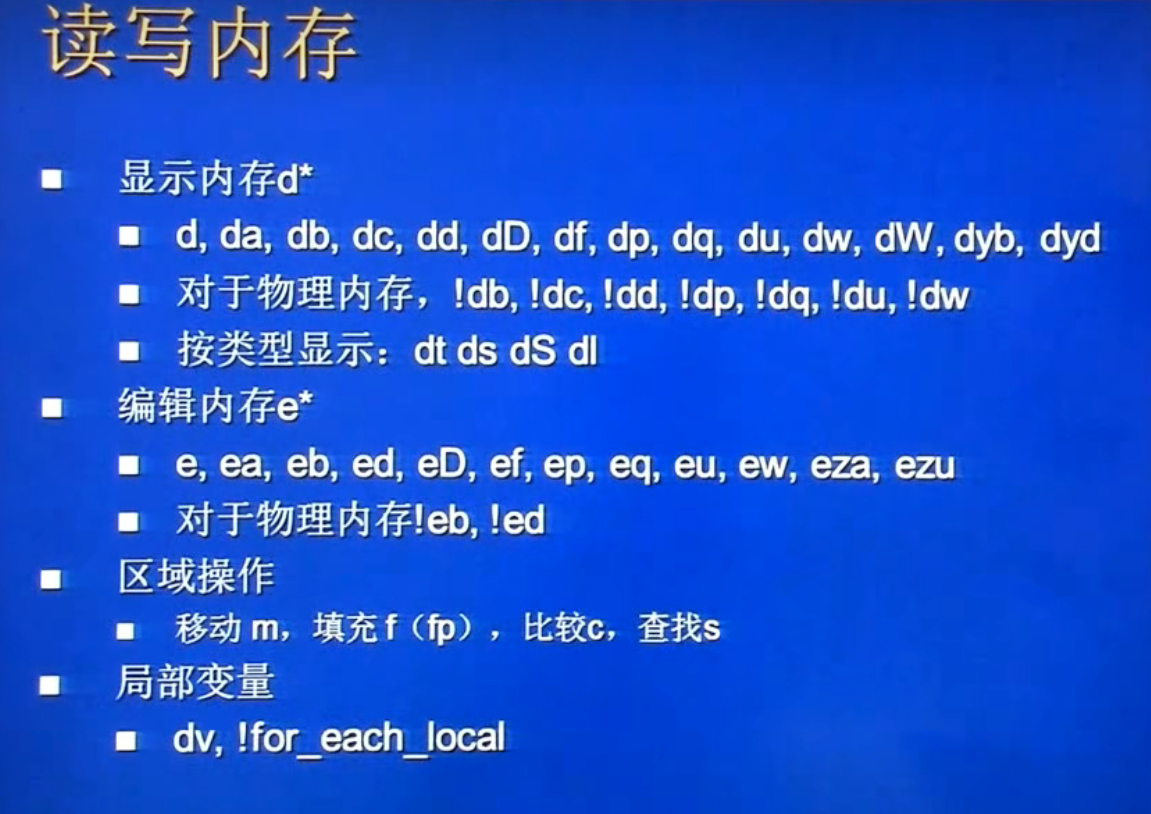 读写内存
显示内存d*
d, da, db, dc, dd, dD, df, dp, dq, du, dw, dW, dyb, dyd
对于物理内存，!db, !dc, !dd, !dp, !dq, !du, !dw
按类型显示：dt ds dS dl
编辑内存e*
e, ea, eb, ed, eD, ef, ep, eq, eu, ew, eza, ezu
对于物理内存!eb, !ed
区域操作
移动 m，填充 f（fp），比较c，查找s
局部变量
dv, !for_each_local